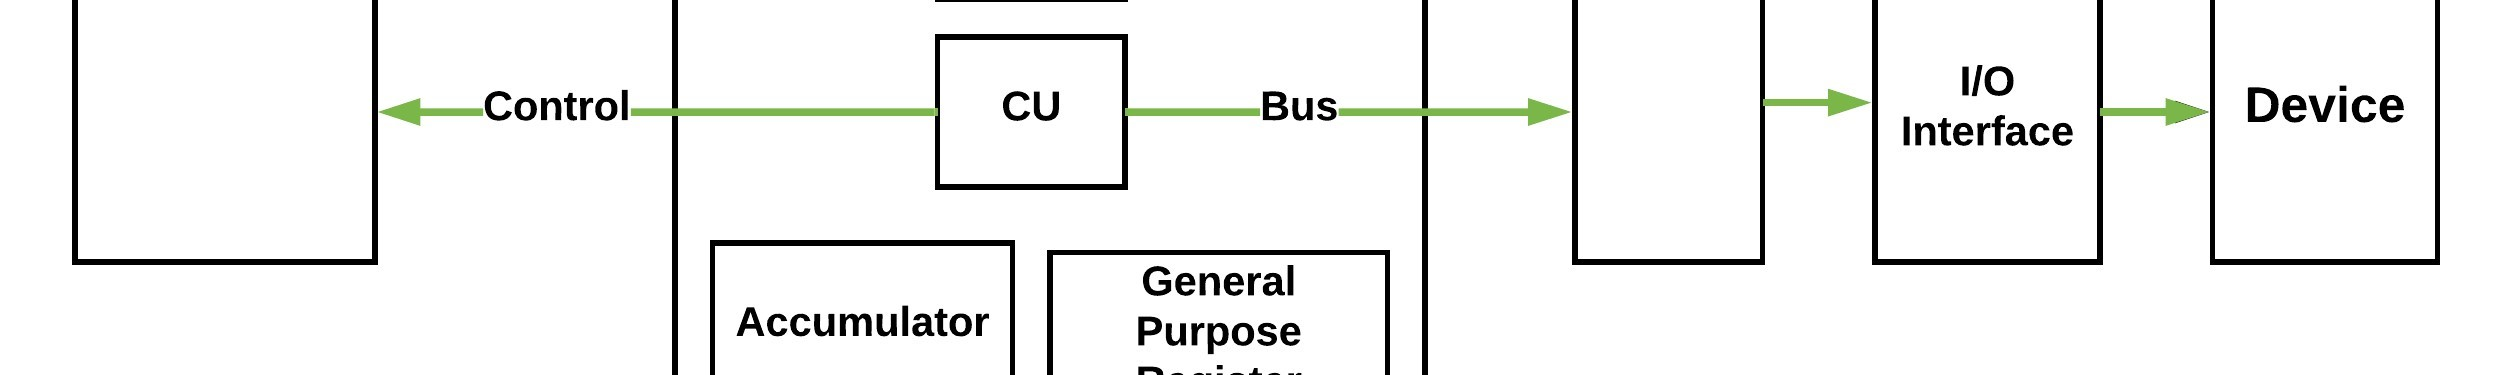 Control
CU
Bus
I/O
Interface
Device
Accumulator
General
Purpose